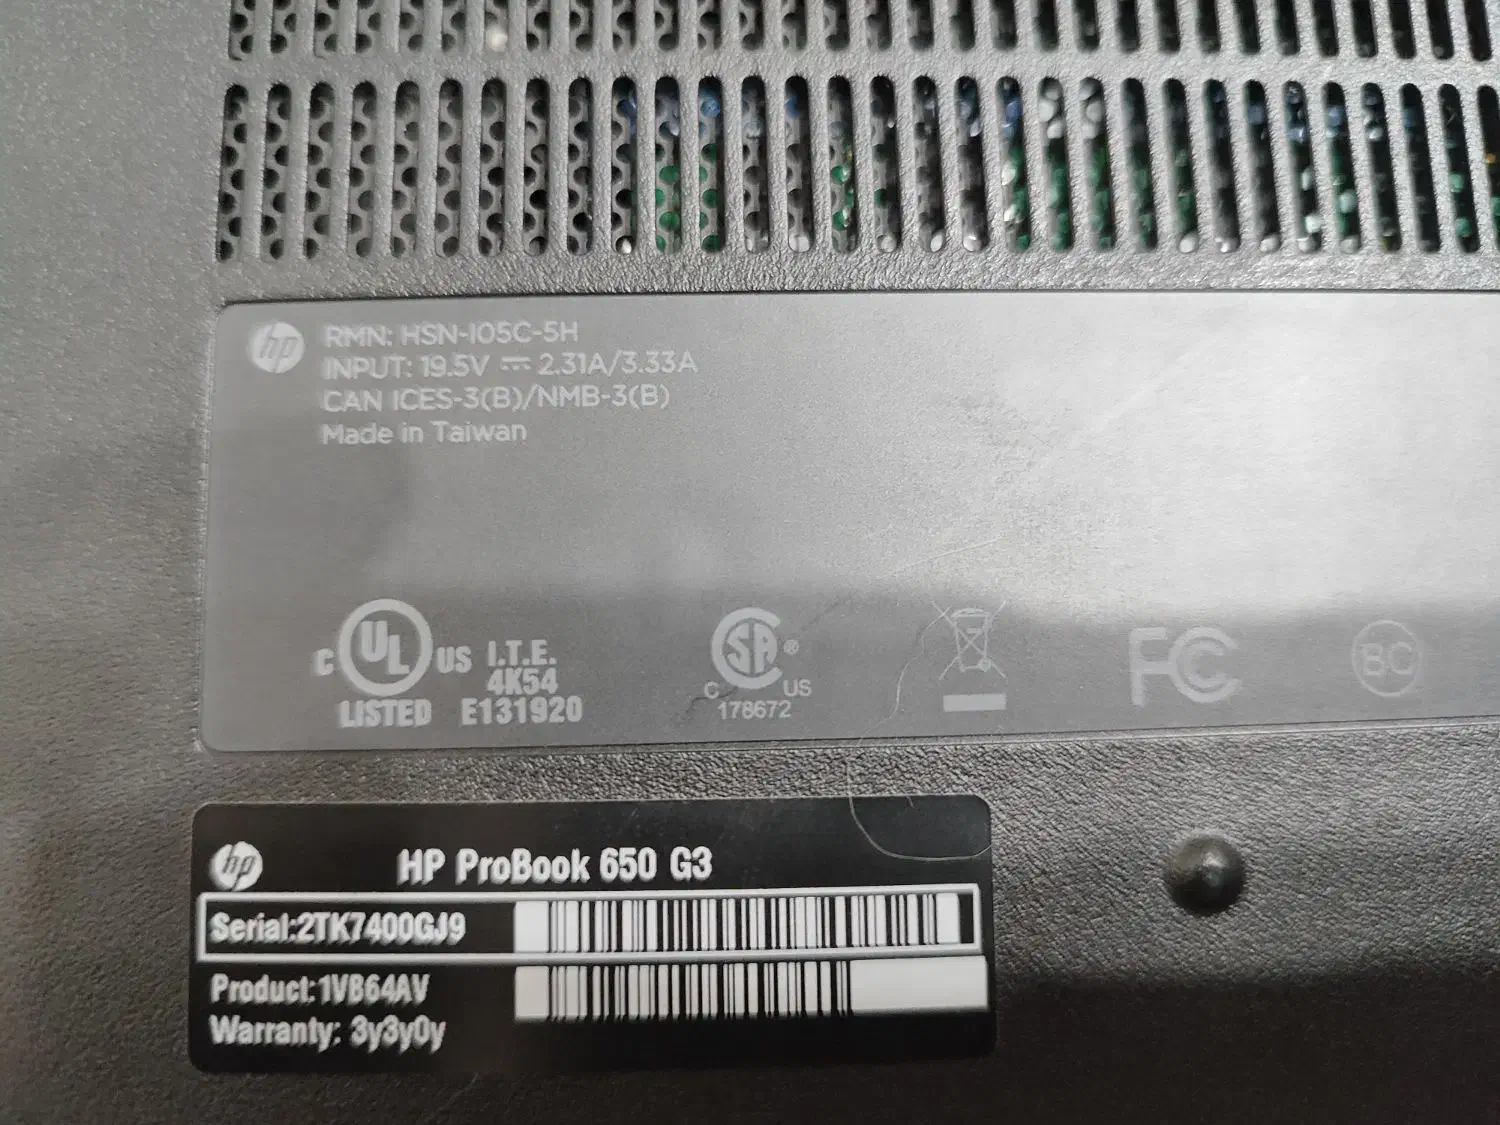 hp
RMN: HSN-I05C-5H
INPUT: 19.5V ⎓ 2.31A/3.33A
CAN ICES-3(B)/NMB-3(B)
Made in Taiwan
C UL US I.T.E.
4K54
LISTED E131920
SA ®
C US
178672
FC
BC
hp HP ProBook 650 G3
Serial:2TK7400GJ9
Product:1VB64AV
Warranty: 3y3y0y